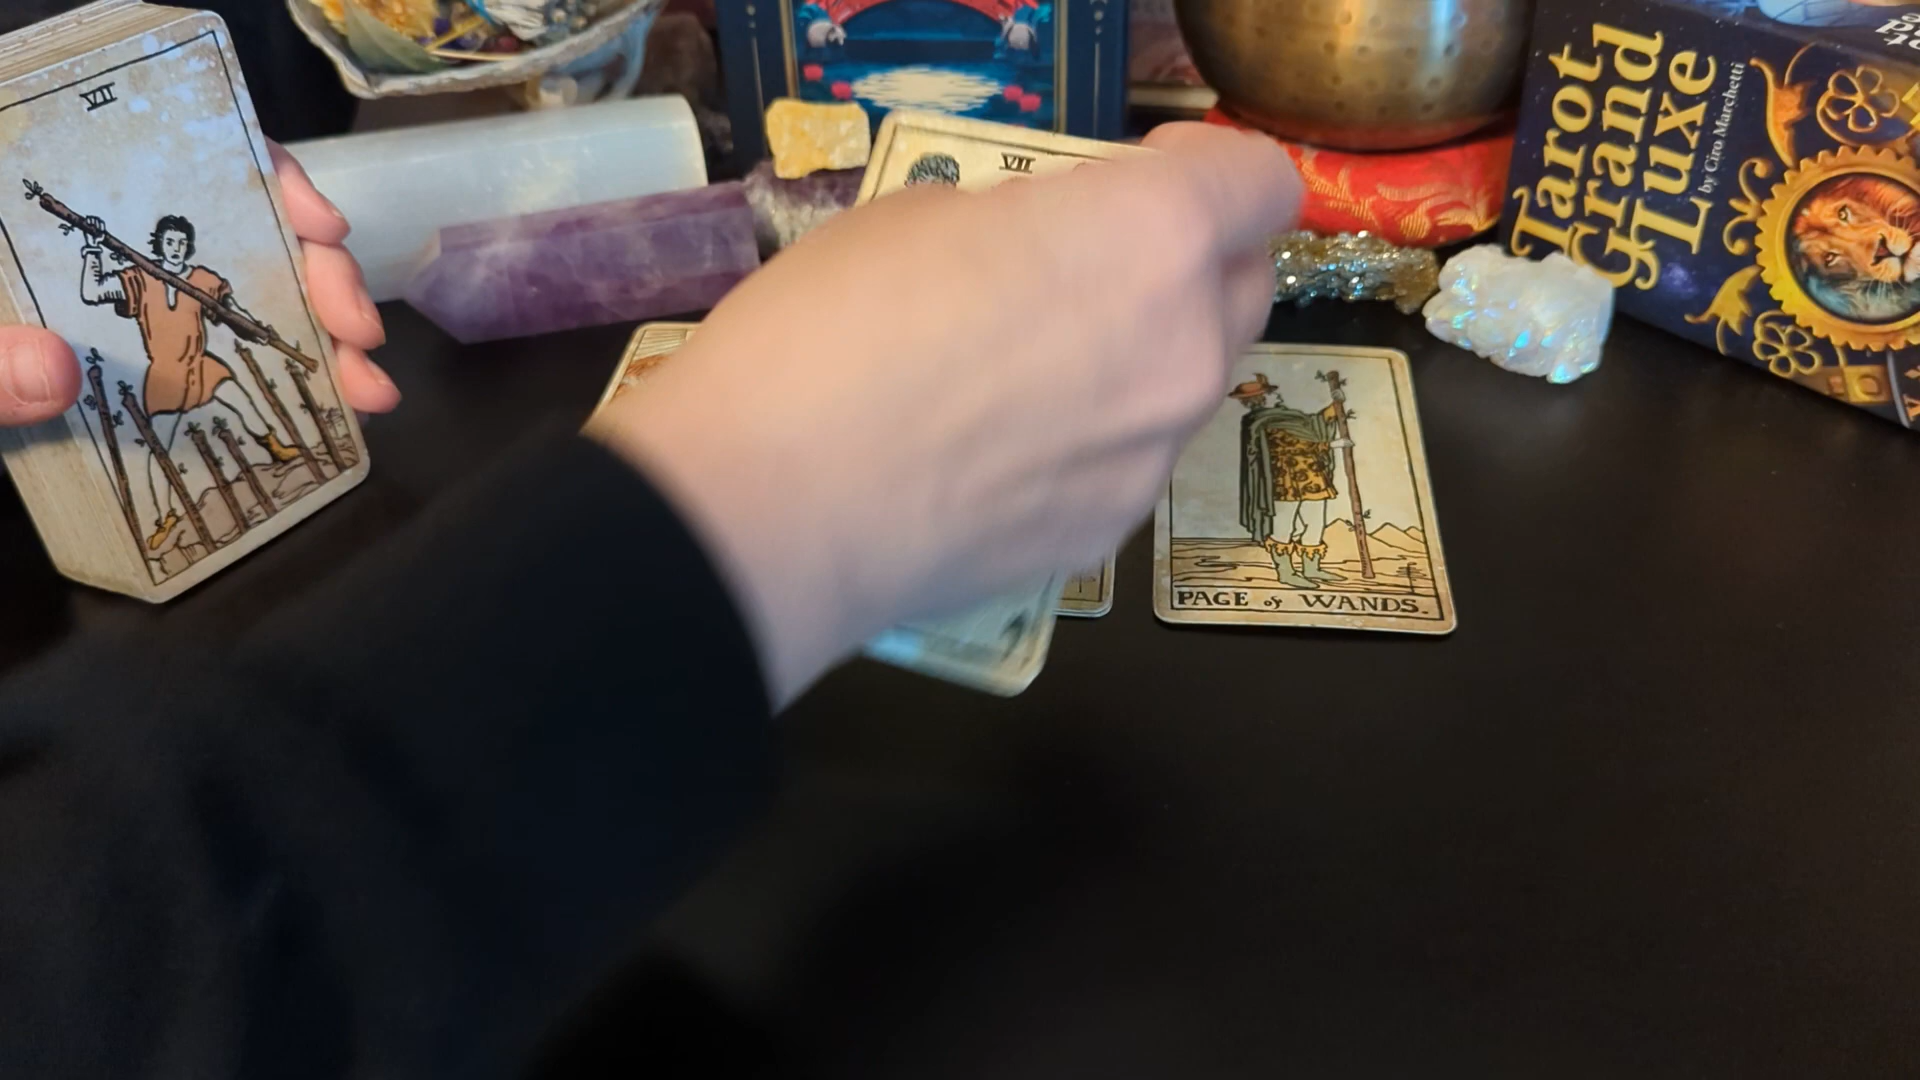 VII
VII
PAGE of WANDS.
Tarot
Grand
Luxe
by Ciro Marchetti